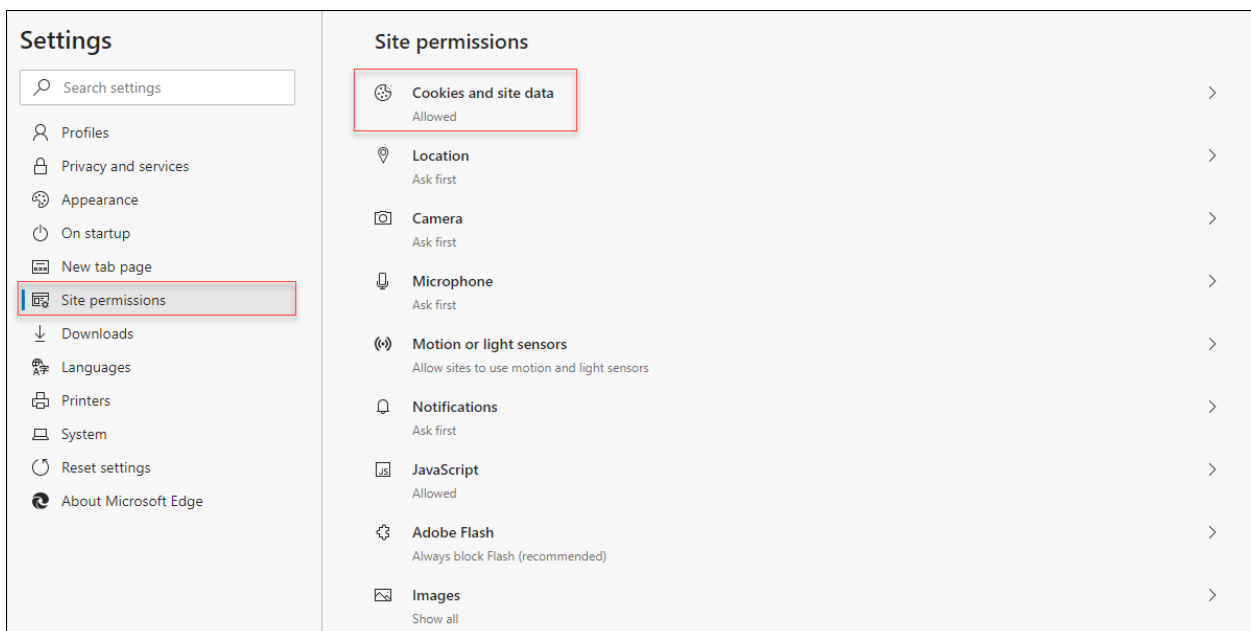 Settings
Search settings
Profiles
Privacy and services
Appearance
On startup
New tab page
Site permissions
Downloads
Languages
Printers
System
Reset settings
About Microsoft Edge
Site permissions
Cookies and site data
Allowed
Location
Ask first
Camera
Ask first
Microphone
Ask first
Motion or light sensors
Allow sites to use motion and light sensors
Notifications
Ask first
JavaScript
Allowed
Adobe Flash
Always block Flash (recommended)
Images
Show all